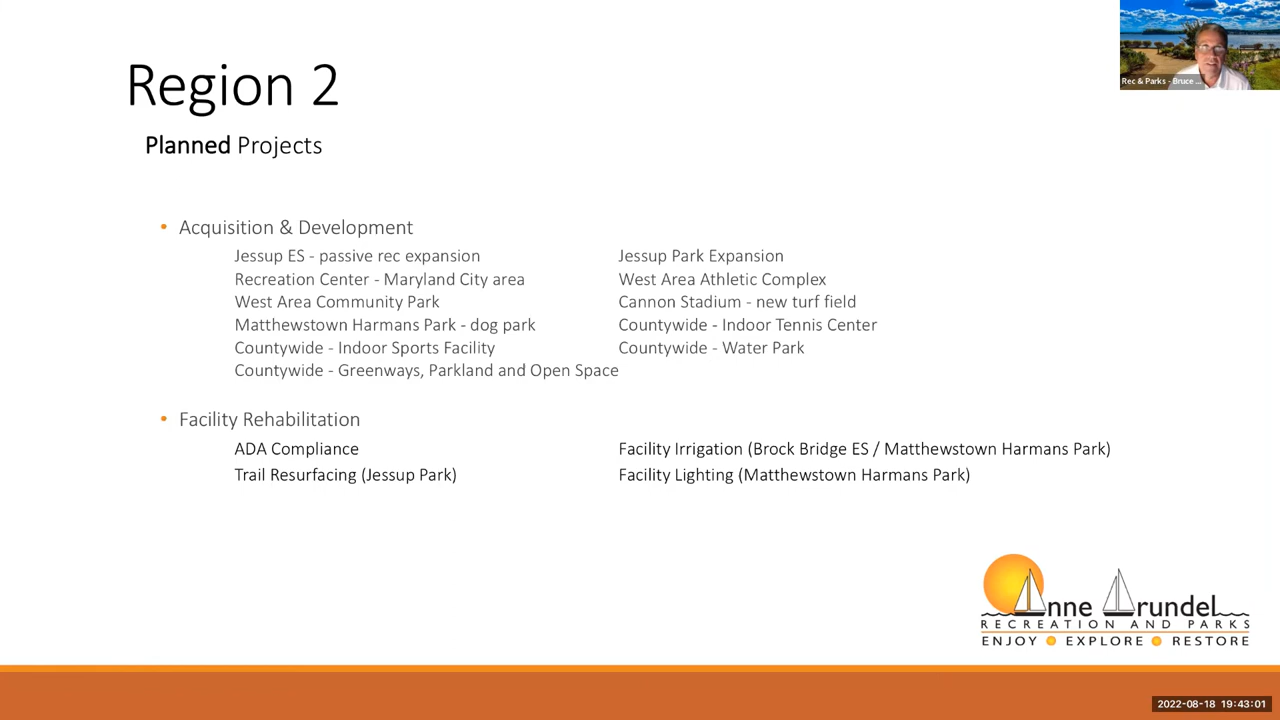 Region 2
Rec & Parks - Bruce ...
Planned Projects
• Acquisition & Development
Jessup ES - passive rec expansion
Jessup Park Expansion
Recreation Center - Maryland City area
West Area Athletic Complex
West Area Community Park
Cannon Stadium - new turf field
Matthewstown Harmans Park - dog park
Countywide - Indoor Tennis Center
Countywide - Indoor Sports Facility
Countywide - Water Park
Countywide - Greenways, Parkland and Open Space
• Facility Rehabilitation
ADA Compliance
Facility Irrigation (Brock Bridge ES / Matthewstown Harmans Park)
Trail Resurfacing (Jessup Park)
Facility Lighting (Matthewstown Harmans Park)
Anne Arundel
RECREATION AND PARKS
ENJOY EXPLORE RESTORE
2022-08-18 19:43:01